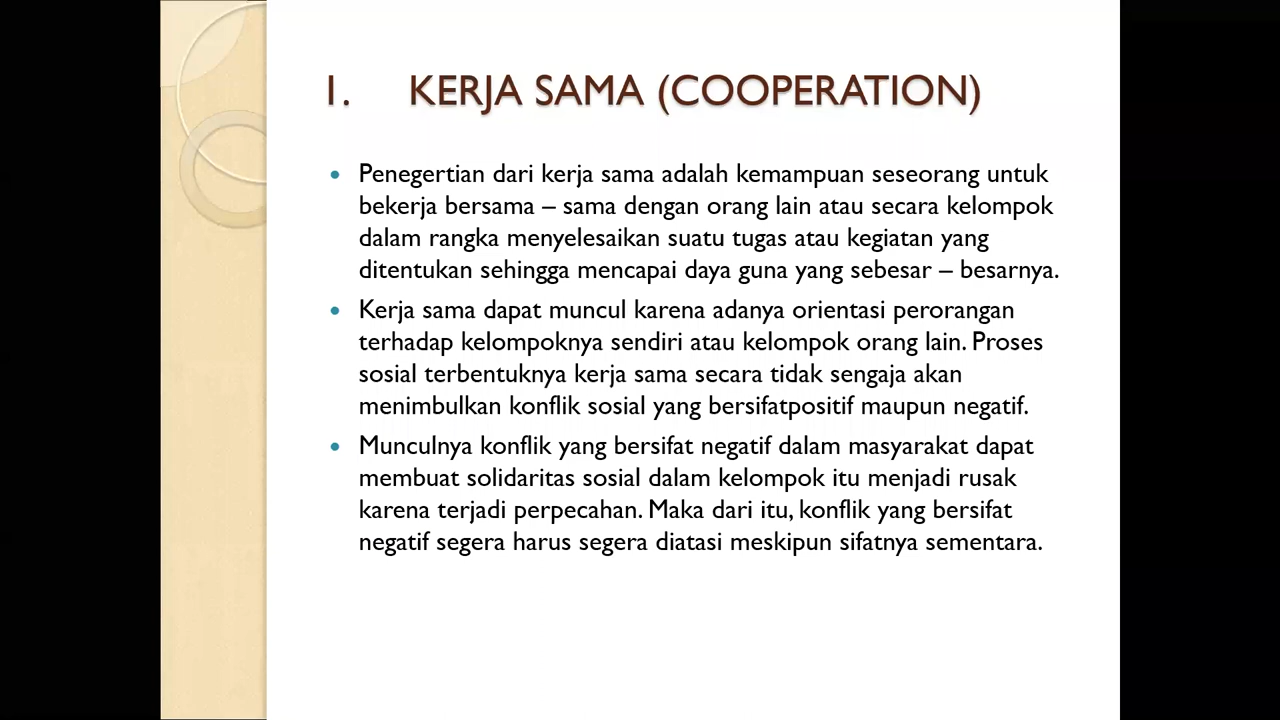 1. KERJA SAMA (COOPERATION)
• Penegertian dari kerja sama adalah kemampuan seseorang untuk
bekerja bersama – sama dengan orang lain atau secara kelompok
dalam rangka menyelesaikan suatu tugas atau kegiatan yang
ditentukan sehingga mencapai daya guna yang sebesar – besarnya.
• Kerja sama dapat muncul karena adanya orientasi perorangan
terhadap kelompoknya sendiri atau kelompok orang lain. Proses
sosial terbentuknya kerja sama secara tidak sengaja akan
menimbulkan konflik sosial yang bersifatpositif maupun negatif.
• Munculnya konflik yang bersifat negatif dalam masyarakat dapat
membuat solidaritas sosial dalam kelompok itu menjadi rusak
karena terjadi perpecahan. Maka dari itu, konflik yang bersifat
negatif segera harus segera diatasi meskipun sifatnya sementara.